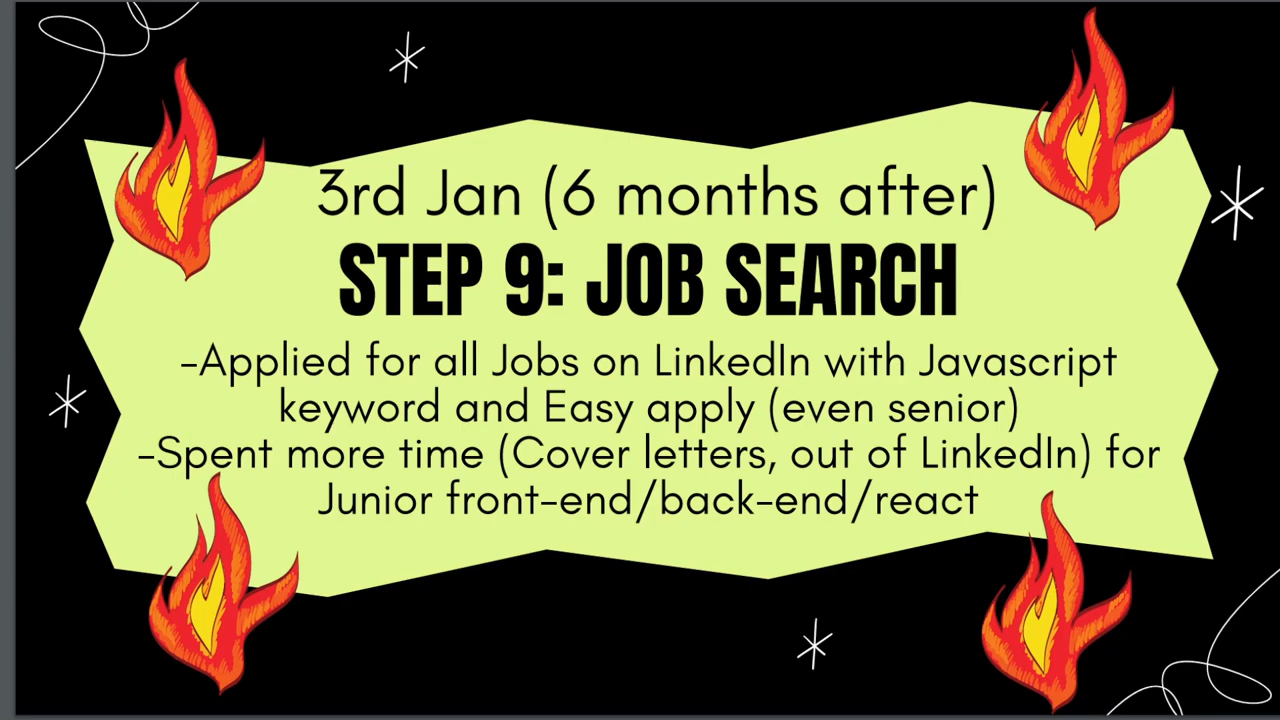 3rd Jan (6 months after)
STEP 9: JOB SEARCH
-Applied for all Jobs on LinkedIn with Javascript
keyword and Easy apply (even senior)
-Spent more time (Cover letters, out of LinkedIn) for
Junior front-end/back-end/react